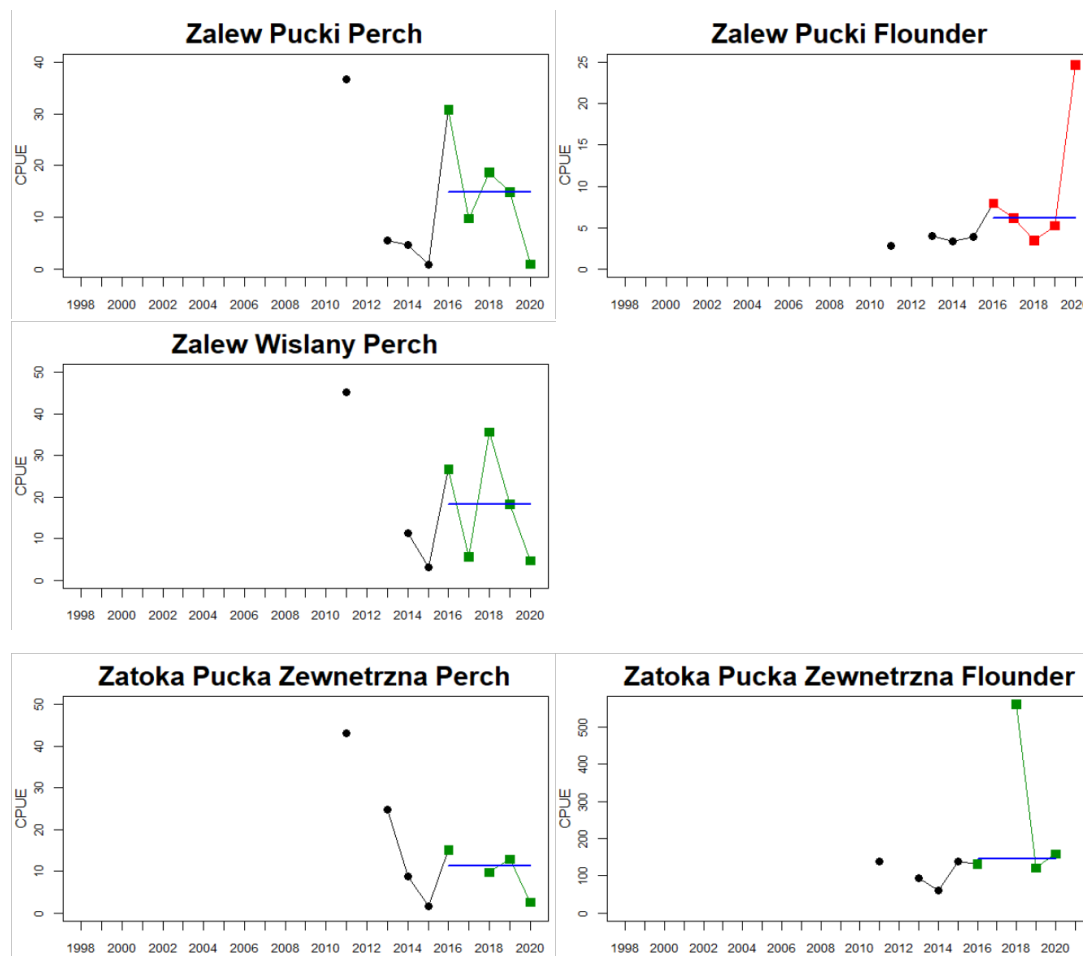 Zalew Pucki Perch
CPUE
40
30
20
10
0
1998 2000 2002 2004 2006 2008 2010 2012 2014 2016 2018 2020
Zalew Pucki Flounder
CPUE
25
20
15
10
5
0
1998 2000 2002 2004 2006 2008 2010 2012 2014 2016 2018 202
Zalew Wislany Perch
CPUE
50
40
30
20
10
0
1998 2000 2002 2004 2006 2008 2010 2012 2014 2016 2018 2020
Zatoka Pucka Zewnetrzna Perch
CPUE
50
40
30
20
10
0
1998 2000 2002 2004 2006 2008 2010 2012 2014 2016 2018 2020
Zatoka Pucka Zewnetrzna Flounder
CPUE
500
400
300
200
100
0
1998 2000 2002 2004 2006 2008 2010 2012 2014 2016 2018 2020